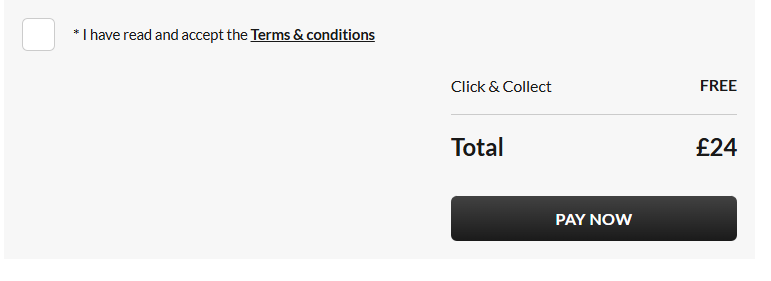 * I have read and accept the Terms & conditions
Click & Collect FREE
Total £24
PAY NOW